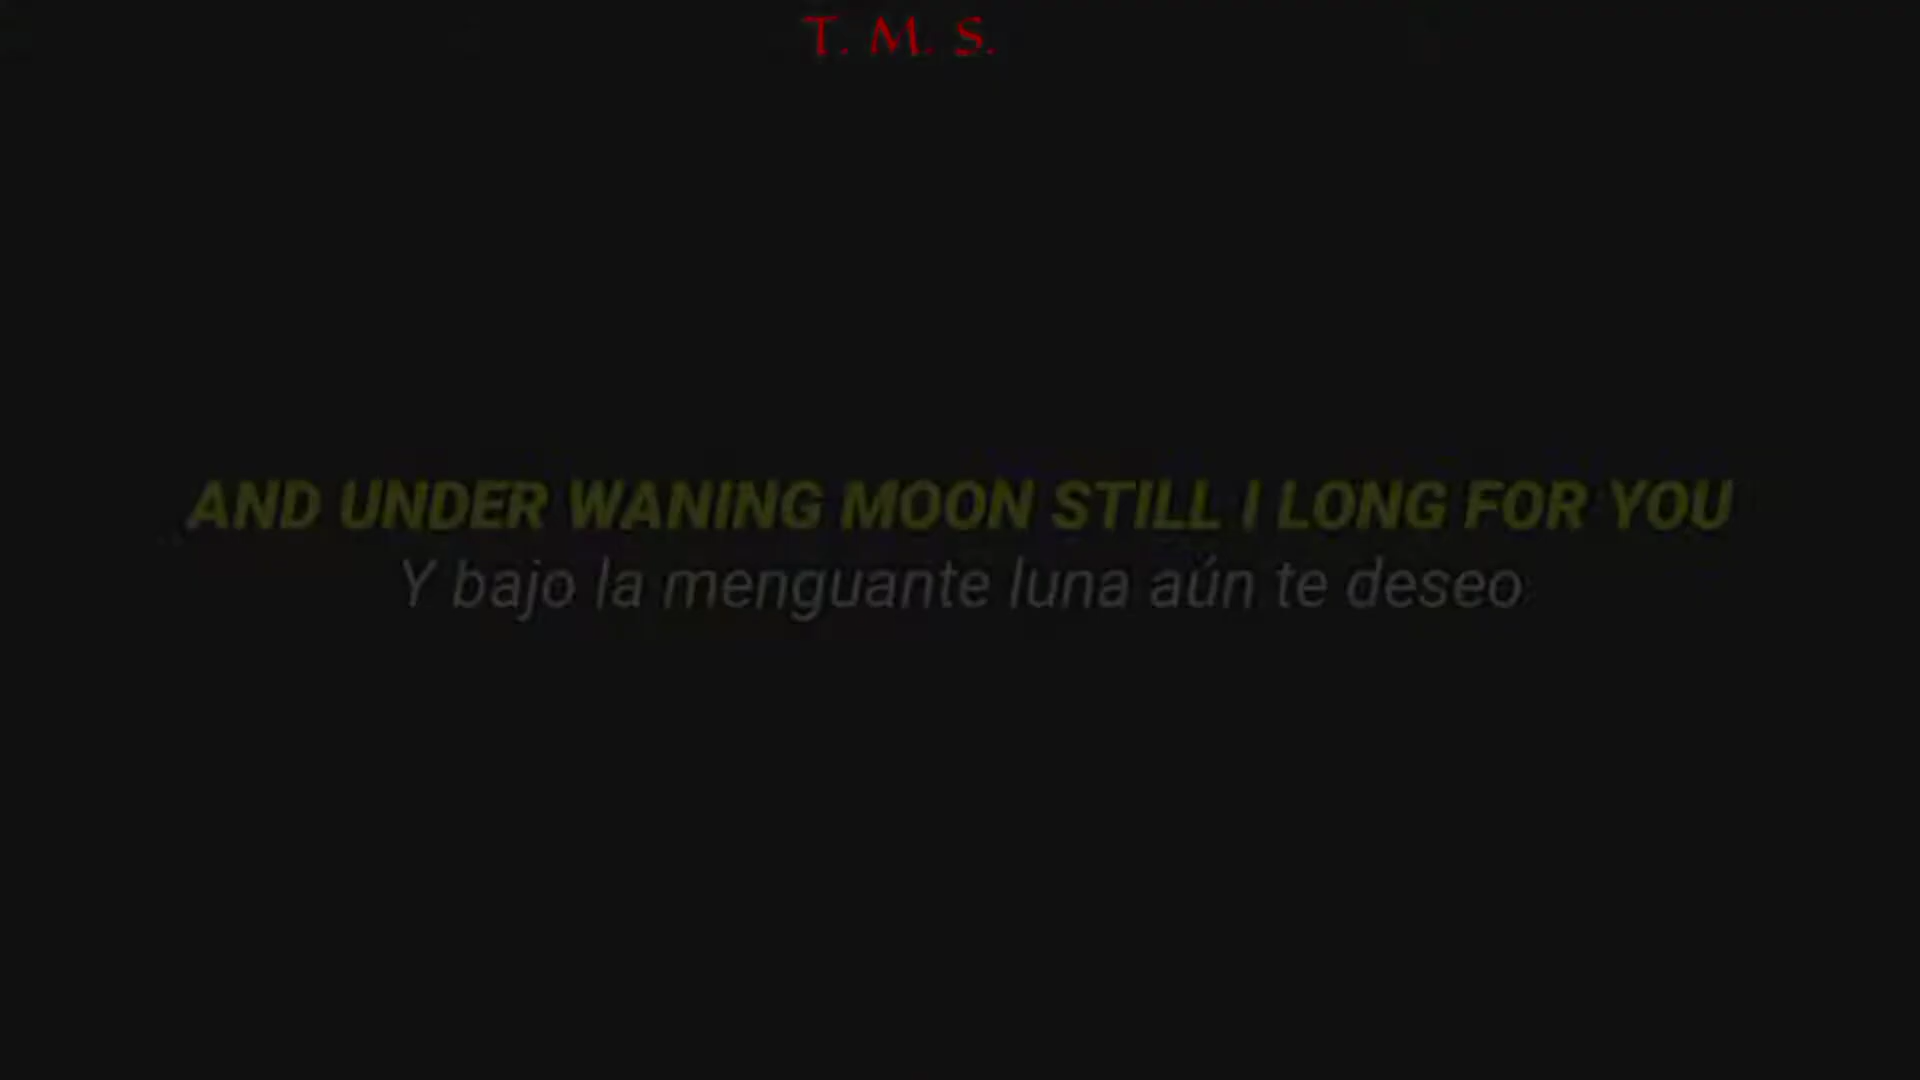 T. M. S.
AND UNDER WANING MOON STILL I LONG FOR YOU
Y bajo la menguante luna aún te deseo